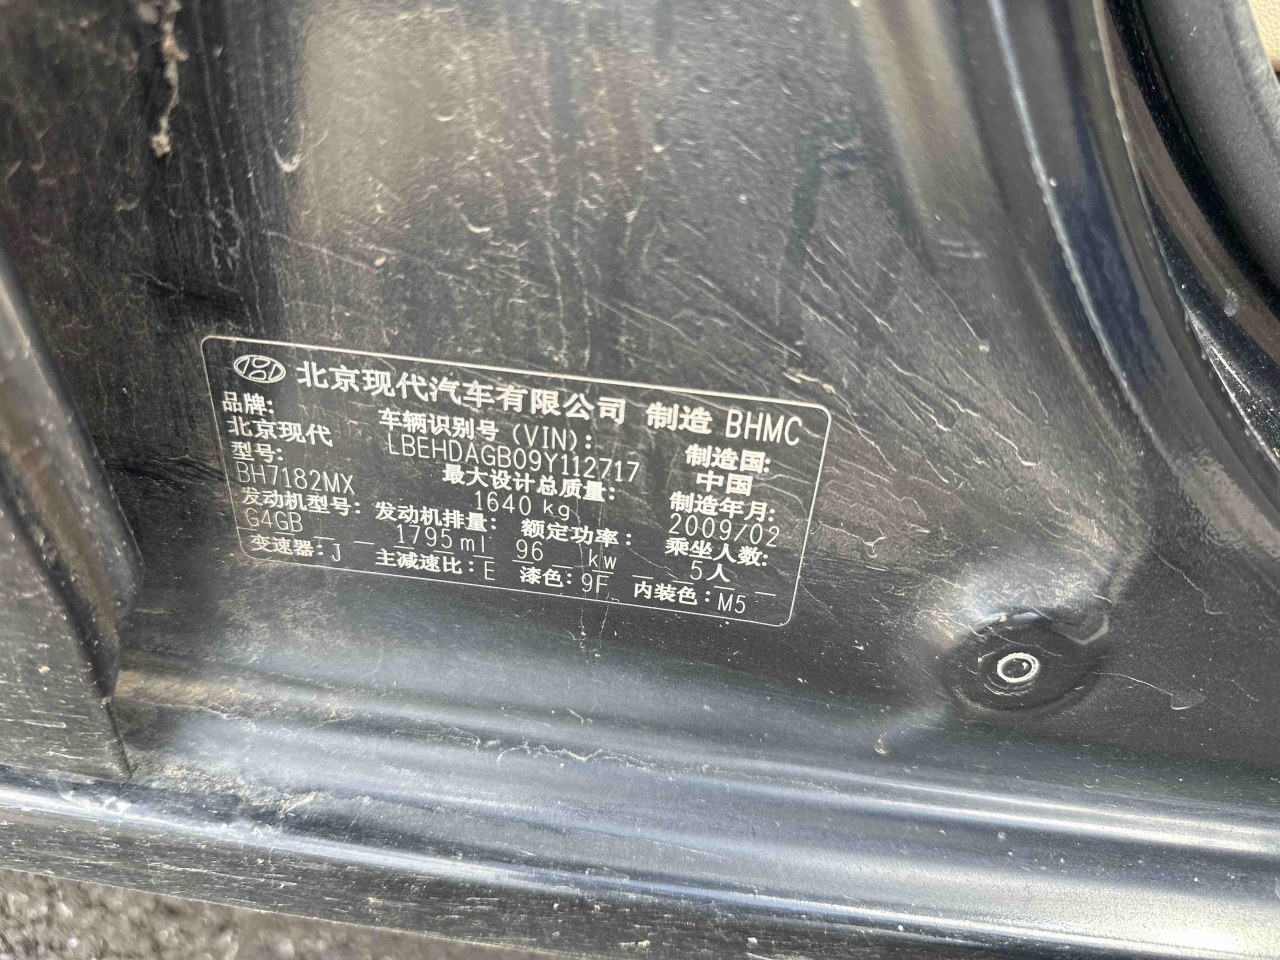 北京现代汽车有限公司 制造 BHMC
品牌: 车辆识别号 (VIN): 制造国:
北京现代 LBEHDAGB09Y112717 中国
型号: 最大设计总质量: 制造年月:
BH7182MX 1640 kg 2009/02
发动机型号: 发动机排量: 额定功率: 乘坐人数:
G4GB 1795 ml 96 kw 5人
变速器: J 主减速比: E 漆色: 9F 内装色: M5